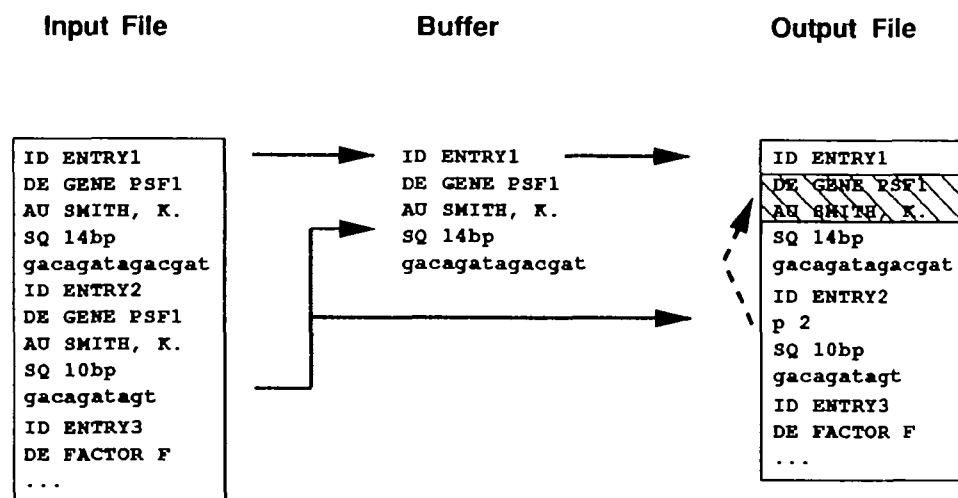 Input File
Buffer
Output File
ID ENTRY1
DE GENE PSF1
AU SMITH, K.
SQ 14bp
gacagatagacgat
ID ENTRY2
DE GENE PSF1
AU SMITH, K.
SQ 10bp
gacagatagt
ID ENTRY3
DE FACTOR F
...
ID ENTRY1
DE GENE PSF1
AU SMITH, K.
SQ 14bp
gacagatagacgat
ID ENTRY1
DE GENE PSF1
AU SMITH, K.
SQ 14bp
gacagatagacgat
ID ENTRY2
p 2
SQ 10bp
gacagatagt
ID ENTRY3
DE FACTOR F
...